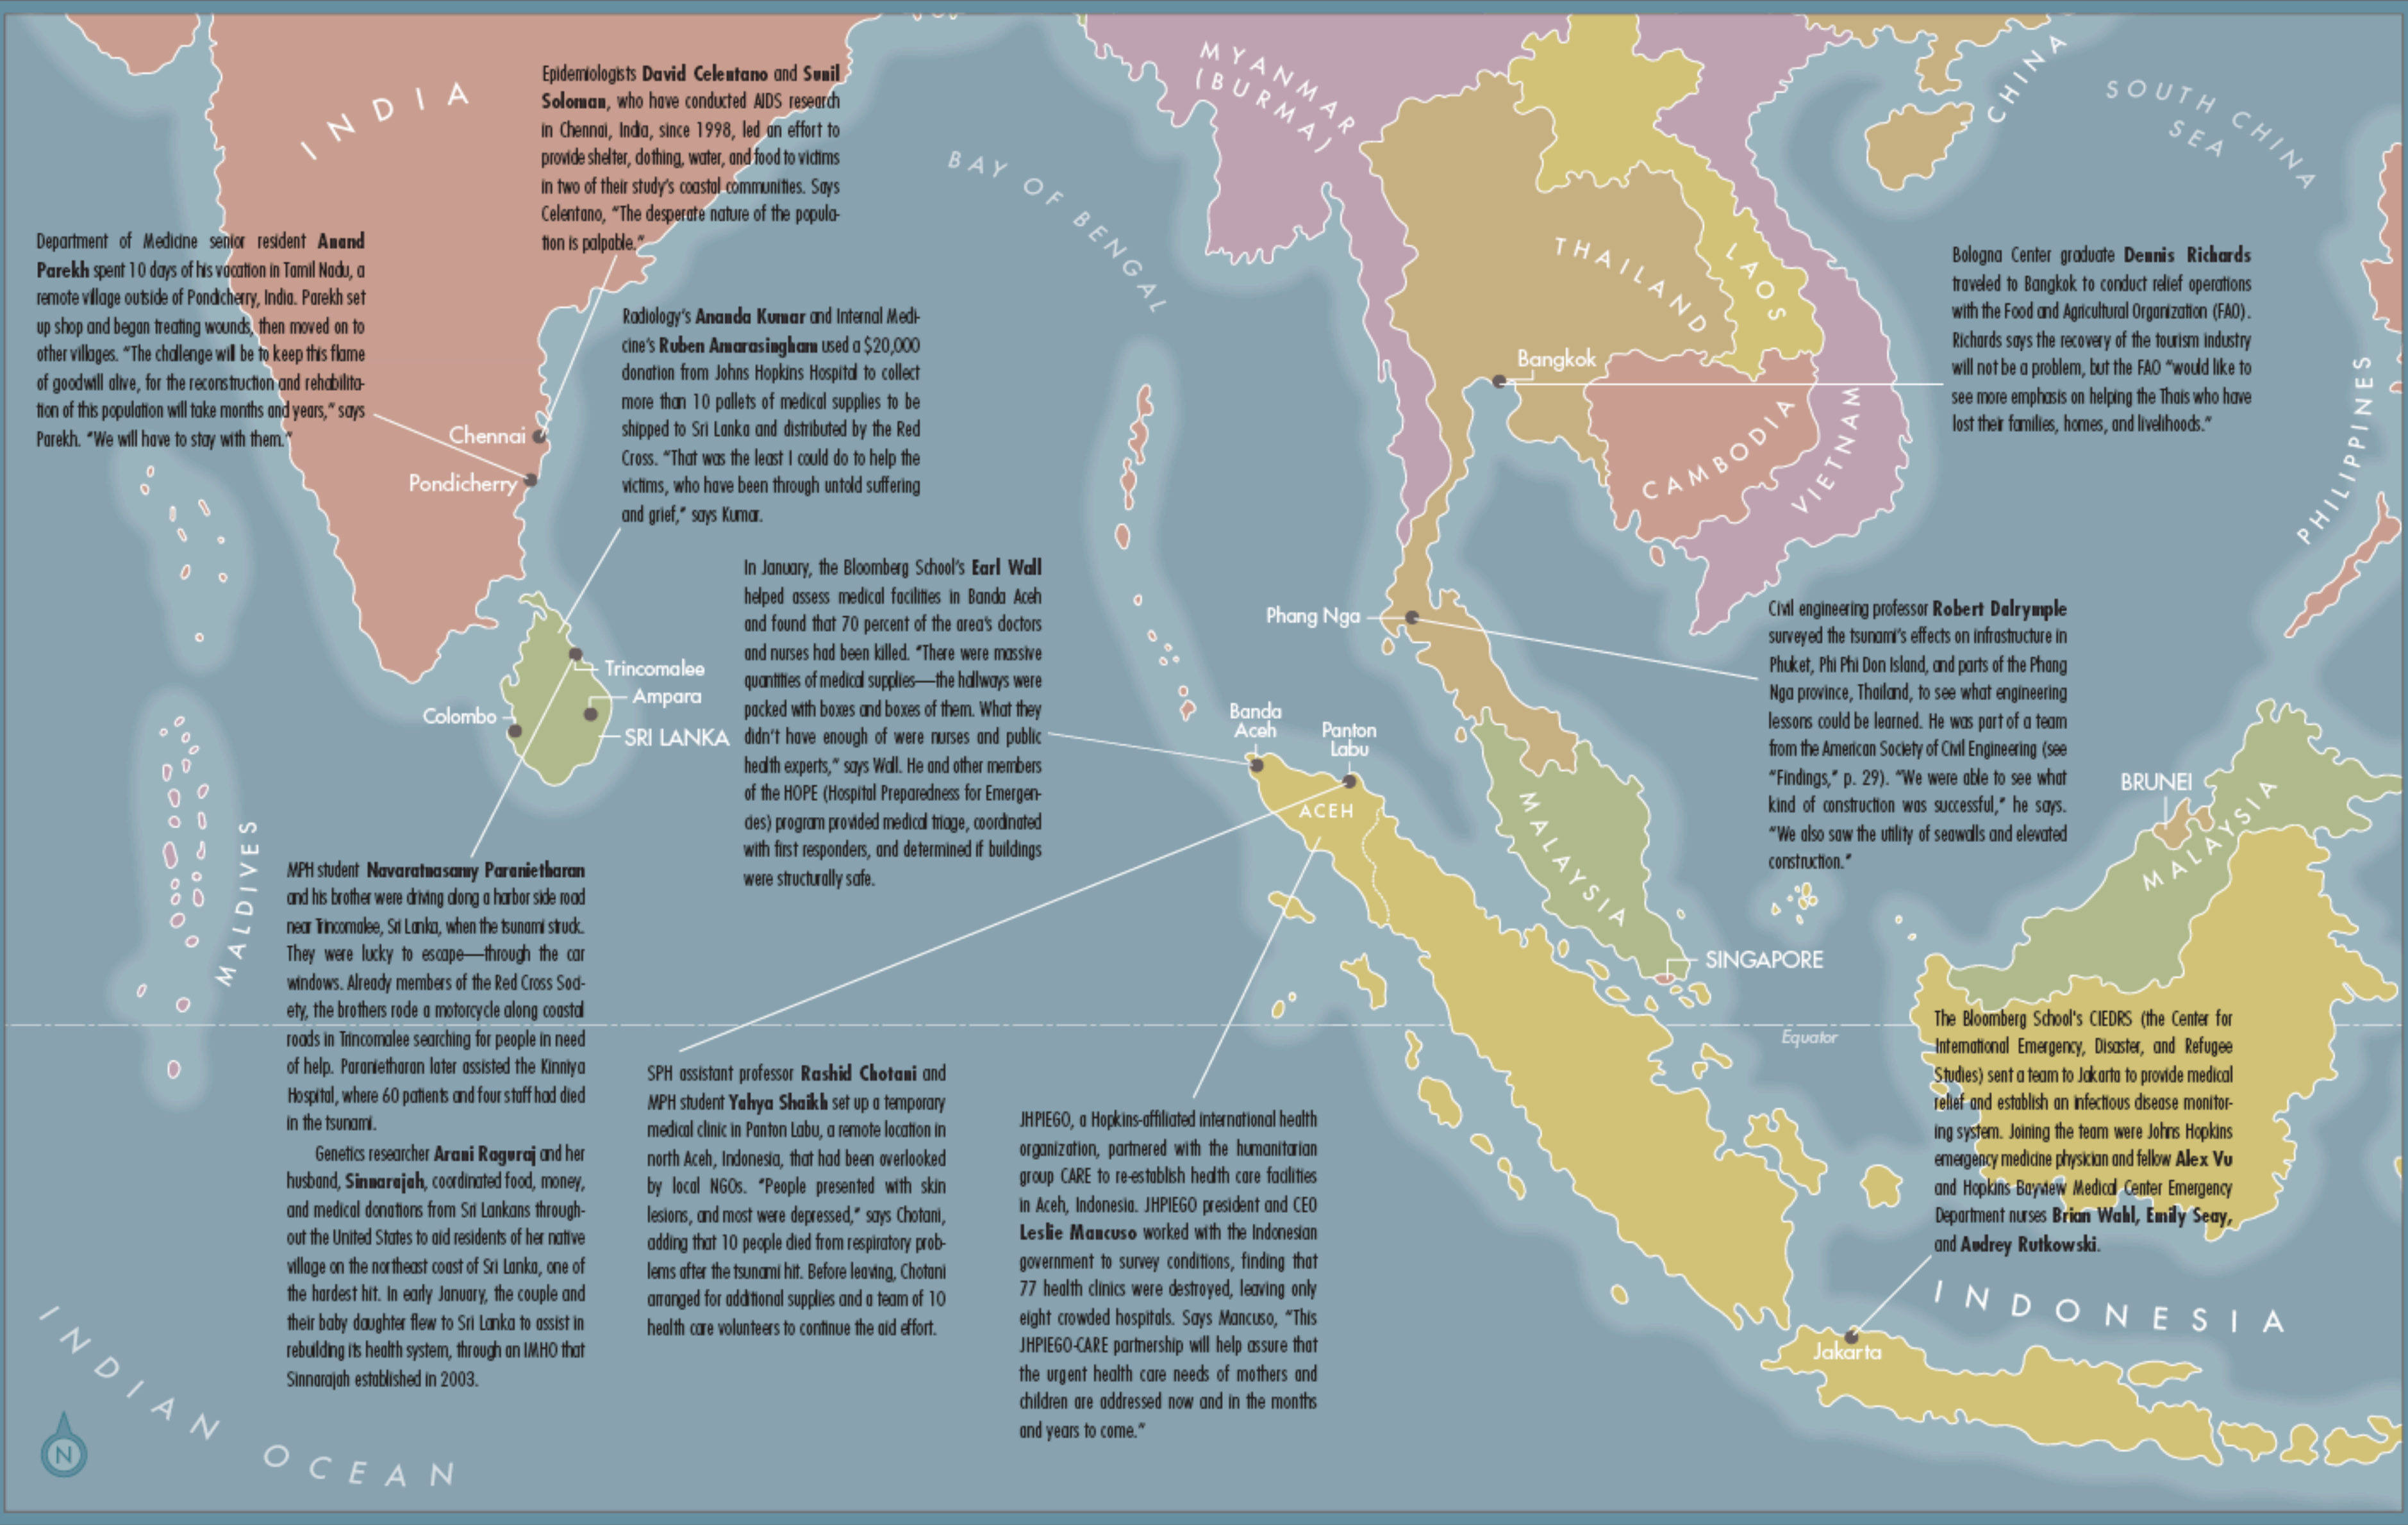 INDIA
Epidemiologists David Celentano and Sunil
Soloman, who have conducted AIDS research
in Chennai, India, since 1998, led an effort to
provide shelter, clothing, water, and food to victims
in two of their study's coastal communities. Says
Celentano, "The desperate nature of the popula-
tion is palpable."
MYANMAR
(BURMA)
BAY OF BENGAL
CHINA
SOUTH CHINA
SEA
THAILAND
LAOS
Department of Medicine senior resident Anand
Parekh spent 10 days of his vacation in Tamil Nadu, a
remote village outside of Pondicherry, India. Parekh set
up shop and began treating wounds, then moved on to
other villages. "The challenge will be to keep this flame
of goodwill alive, for the reconstruction and rehabilita-
tion of this population will take months and years," says
Parekh. "We will have to stay with them."
Radiology's Ananda Kumar and Internal Medi-
cine's Ruben Amarasingham used a $20,000
donation from Johns Hopkins Hospital to collect
more than 10 pallets of medical supplies to be
shipped to Sri Lanka and distributed by the Red
Cross. "That was the least I could do to help the
victims, who have been through untold suffering
and grief," says Kumar.
Bologna Center graduate Dennis Richards
traveled to Bangkok to conduct relief operations
with the Food and Agricultural Organization (FAO).
Richards says the recovery of the tourism industry
will not be a problem, but the FAO "would like to
see more emphasis on helping the Thais who have
lost their families, homes, and livelihoods."
Bangkok
CAMBODIA
VIETNAM
PHILIPPINES
Chennai
Pondicherry
In January, the Bloomberg School's Earl Wall
helped assess medical facilities in Banda Aceh
and found that 70 percent of the area's doctors
and nurses had been killed. "There were massive
quantities of medical supplies—the hallways were
packed with boxes and boxes of them. What they
didn't have enough of were nurses and public
health experts," says Wall. He and other members
of the HOPE (Hospital Preparedness for Emergen-
cies) program provided medical triage, coordinated
with first responders, and determined if buildings
were structurally safe.
Phang Nga
Civil engineering professor Robert Dalrymple
surveyed the tsunami's effects on infrastructure in
Phuket, Phi Phi Don Island, and parts of the Phang
Nga province, Thailand, to see what engineering
lessons could be learned. He was part of a team
from the American Society of Civil Engineering (see
"Findings," p. 29). "We were able to see what
kind of construction was successful," he says.
"We also saw the utility of seawalls and elevated
construction."
Trincomalee
Ampara
Colombo
SRI LANKA
Banda
Aceh
Panton
Labu
ACEH
MALAYSIA
BRUNEI
MALAYSIA
MALDIVES
SINGAPORE
Equator
MPH student Navaratnasamy Paranietharan
and his brother were driving along a harbor side road
near Trincomalee, Sri Lanka, when the tsunami struck.
They were lucky to escape—through the car
windows. Already members of the Red Cross Soci-
ety, the brothers rode a motorcycle along coastal
roads in Trincomalee searching for people in need
of help. Paranietharan later assisted the Kinniya
Hospital, where 60 patients and four staff had died
in the tsunami.
Genetics researcher Arani Raguraj and her
husband, Sinnarajah, coordinated food, money,
and medical donations from Sri Lankans through-
out the United States to aid residents of her native
village on the northeast coast of Sri Lanka, one of
the hardest hit. In early January, the couple and
their baby daughter flew to Sri Lanka to assist in
rebuilding its health system, through an IMHO that
Sinnarajah established in 2003.
SPH assistant professor Rashid Chotani and
MPH student Yahya Shaikh set up a temporary
medical clinic in Panton Labu, a remote location in
north Aceh, Indonesia, that had been overlooked
by local NGOs. "People presented with skin
lesions, and most were depressed," says Chotani,
adding that 10 people died from respiratory prob-
lems after the tsunami hit. Before leaving, Chotani
arranged for additional supplies and a team of 10
health care volunteers to continue the aid effort.
JHPIEGO, a Hopkins-affiliated international health
organization, partnered with the humanitarian
group CARE to re-establish health care facilities
in Aceh, Indonesia. JHPIEGO president and CEO
Leslie Mancuso worked with the Indonesian
government to survey conditions, finding that
77 health clinics were destroyed, leaving only
eight crowded hospitals. Says Mancuso, "This
JHPIEGO-CARE partnership will help assure that
the urgent health care needs of mothers and
children are addressed now and in the months
and years to come."
The Bloomberg School's CIEDRS (the Center for
International Emergency, Disaster, and Refugee
Studies) sent a team to Jakarta to provide medical
relief and establish an infectious disease monitor-
ing system. Joining the team were Johns Hopkins
emergency medicine physician and fellow Alex Vu
and Hopkins Bayview Medical Center Emergency
Department nurses Brian Wahl, Emily Seay,
and Audrey Rutkowski.
INDONESIA
Jakarta
INDIAN OCEAN
N